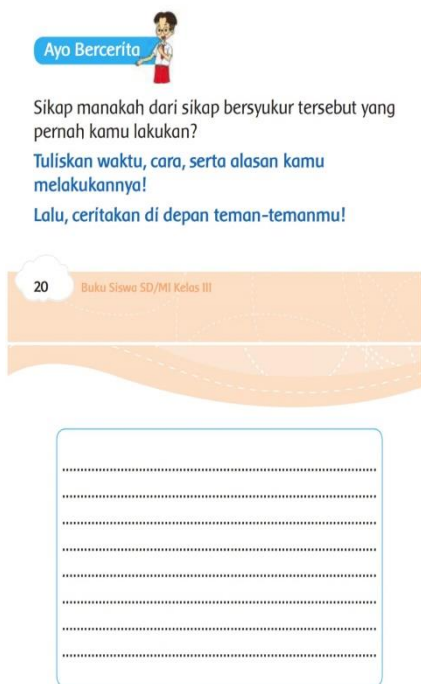 Ayo Bercerita
Sikap manakah dari sikap bersyukur tersebut yang
pernah kamu lakukan?
Tuliskan waktu, cara, serta alasan kamu
melakukannya!
Lalu, ceritakan di depan teman-temanmu!
20 Buku Siswa SD/MI Kelas III